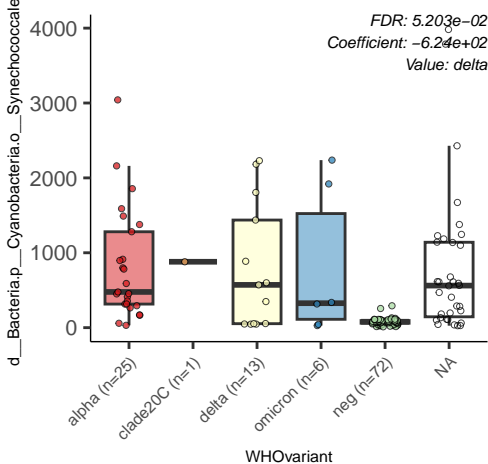 FDR: 5.203e−02
Coefficient: −6.24e+02
Value: delta
d__Bacteria.p__Cyanobacteria.o__Synechococcale
4000
3000
2000
1000
0
alpha (n=25)
clade20C (n=1)
delta (n=13)
omicron (n=6)
neg (n=72)
NA
WHOvariant